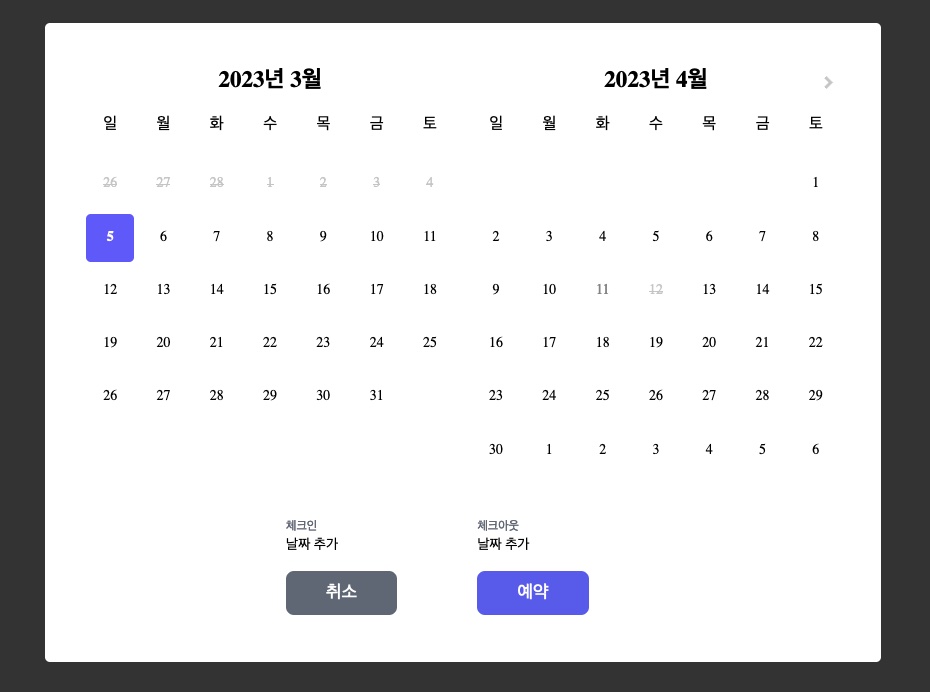 2023년 3월
일 월 화 수 목 금 토
26 27 28 1 2 3 4
5 6 7 8 9 10 11
12 13 14 15 16 17 18
19 20 21 22 23 24 25
26 27 28 29 30 31
2023년 4월
일 월 화 수 목 금 토
1
2 3 4 5 6 7 8
9 10 11 12 13 14 15
16 17 18 19 20 21 22
23 24 25 26 27 28 29
30 1 2 3 4 5 6
체크인
날짜 추가
취소
체크아웃
날짜 추가
예약